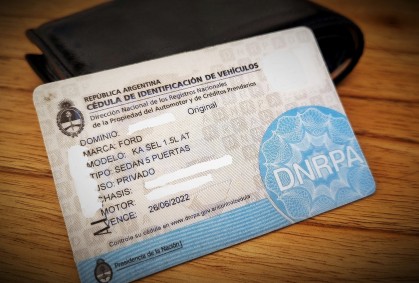 REPÚBLICA ARGENTINA
CÉDULA DE IDENTIFICACIÓN DE VEHÍCULOS
Dirección Nacional de los Registros Nacionales
de la Propiedad del Automotor y de Créditos Prendarios
Original
DOMINIO:
MARCA: FORD
MODELO: KA SEL 1.5L AT
TIPO: SEDAN 5 PUERTAS
USO: PRIVADO
CHASIS:
MOTOR:
VENCE: 26/06/2022
Controle su cédula en www.dnrpa.gov.ar/controlcedula
DNRPA
Presidencia de la Nación